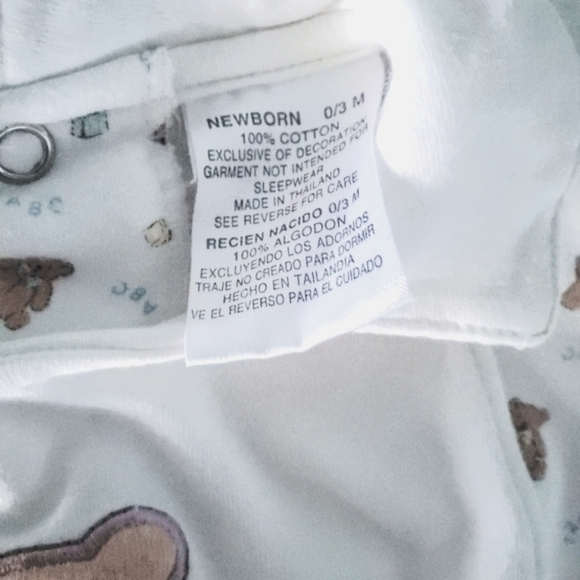 NEWBORN 0/3 M
100% COTTON
EXCLUSIVE OF DECORATION
GARMENT NOT INTENDED FOR
SLEEPWEAR
MADE IN THAILAND
SEE REVERSE FOR CARE
RECIEN NACIDO 0/3 M
100% ALGODON
EXCLUYENDO LOS ADORNOS
TRAJE NO CREADO PARA DORMIR
HECHO EN TAILANDIA
VE EL REVERSO PARA EL CUIDADO
ABC
ABC